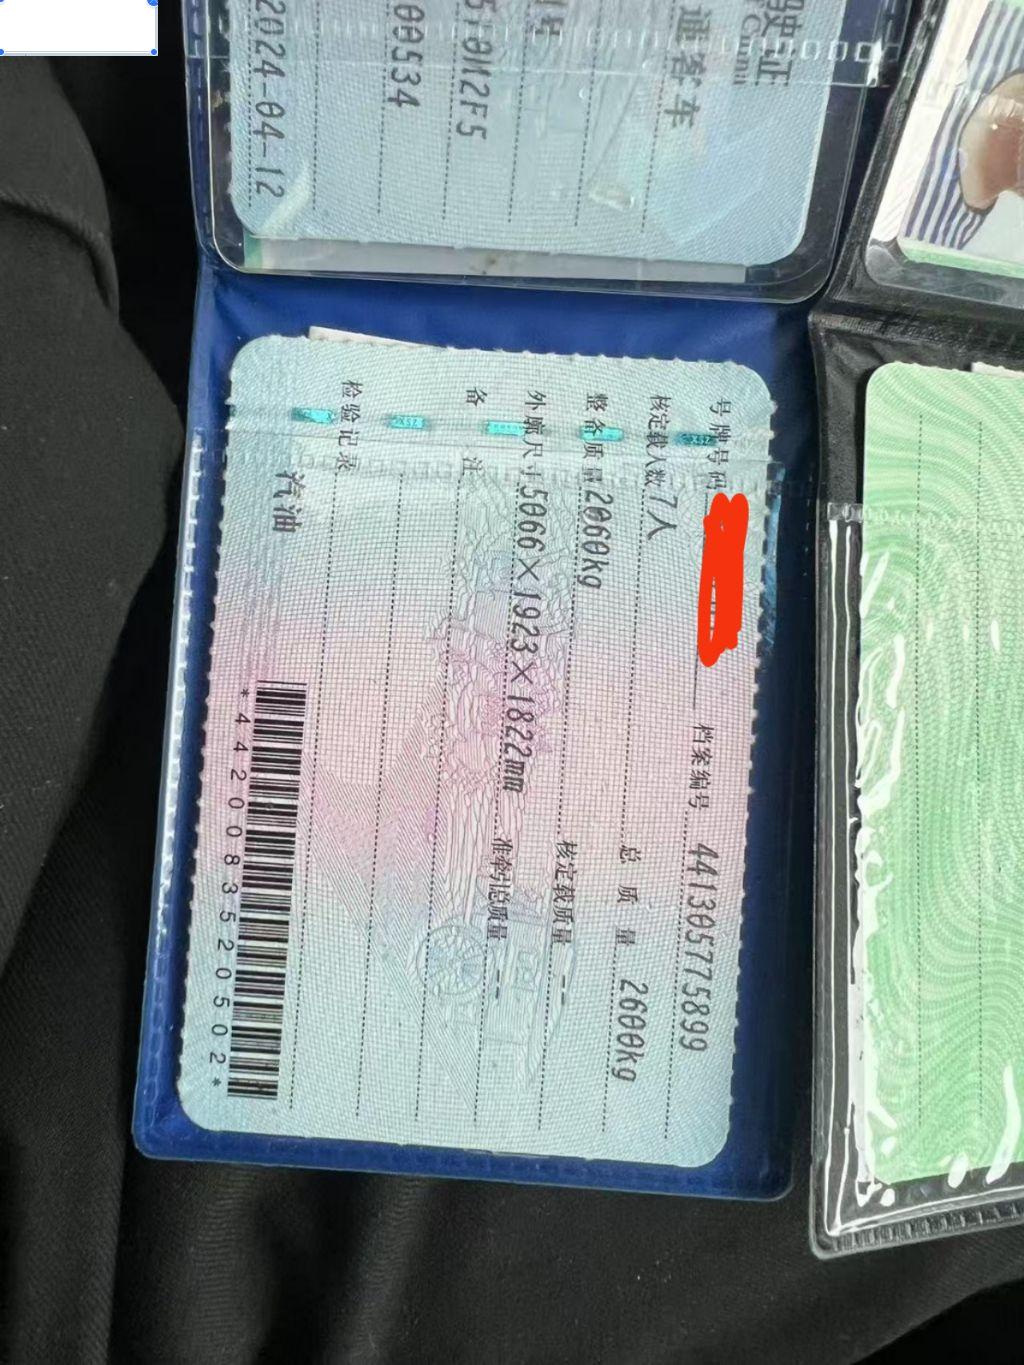 驶证
通客车
5f0M2F5
00534
2024-04-12
号牌号码
档案编号 441305775899
核定载人数 7人
总质量 2600kg
整备质量 2060kg
核定载质量 --
外廓尺寸 5066×1923×1822mm
准牵引总质量 --
备注
检验记录
汽油
*4420083520502*